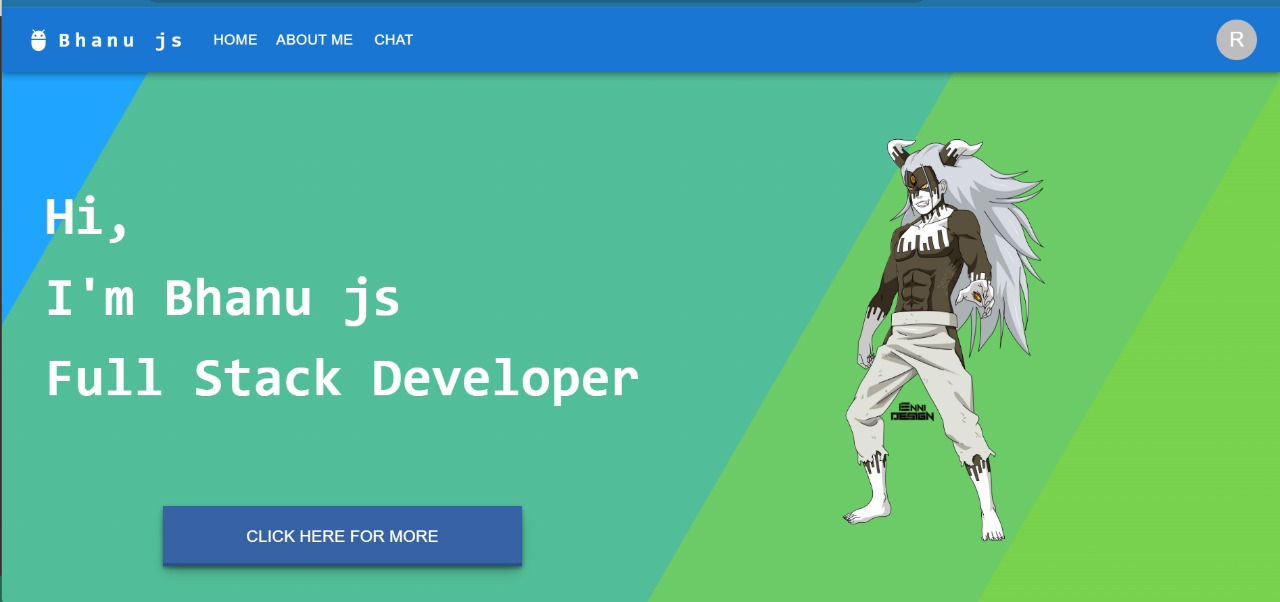 Bhanu js
HOME
ABOUT ME
CHAT
R
Hi,
I'm Bhanu js
Full Stack Developer
ENNI
DESIGN
CLICK HERE FOR MORE